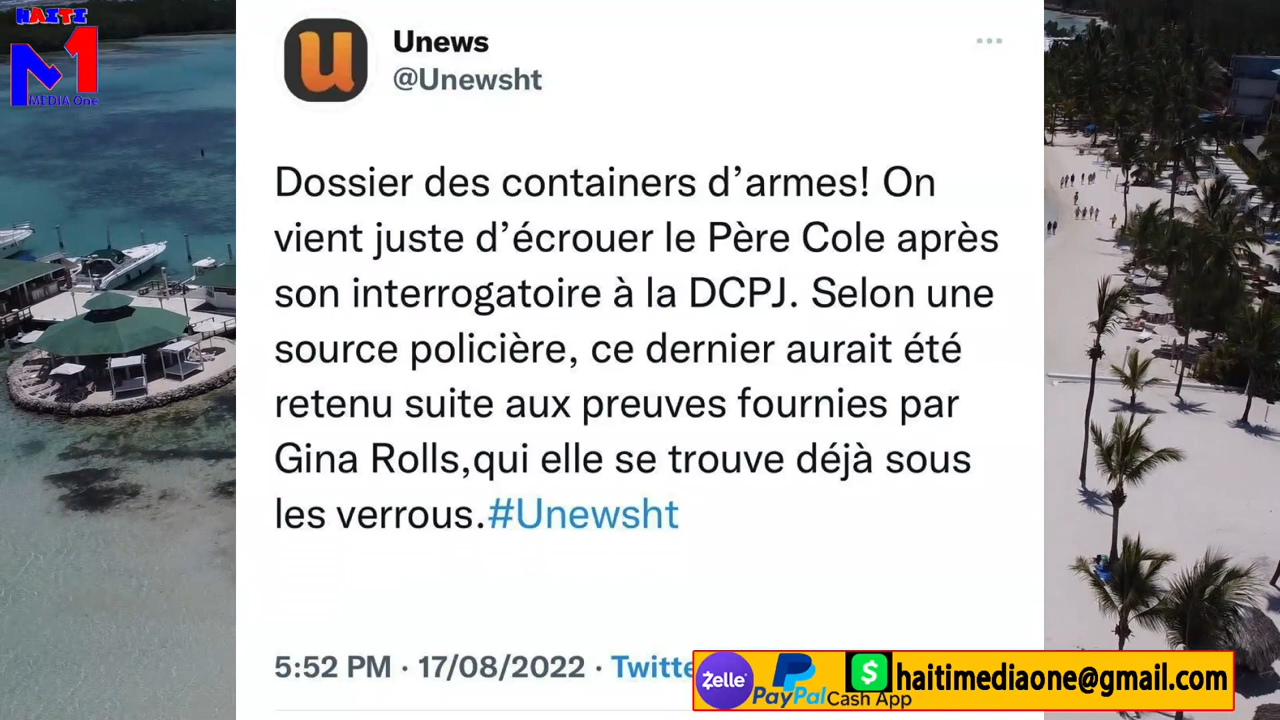 HAITI
M1
MEDIA One
u
Unews
@Unewsht
Dossier des containers d’armes! On
vient juste d’écrouer le Père Cole après
son interrogatoire à la DCPJ. Selon une
source policière, ce dernier aurait été
retenu suite aux preuves fournies par
Gina Rolls,qui elle se trouve déjà sous
les verrous.#Unewsht
5:52 PM · 17/08/2022 · Twitte
Zelle
PayPal
$
Cash App
haitimediaone@gmail.com